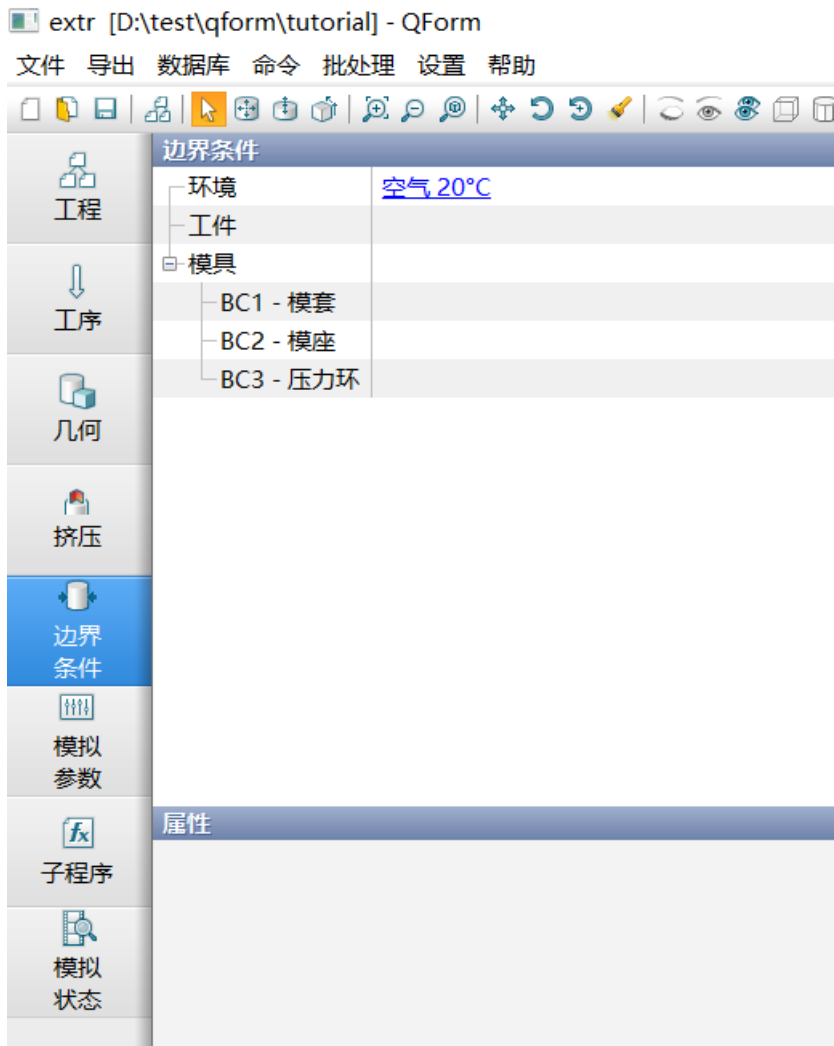 extr [D:\test\qform\tutorial] - QForm
文件 导出 数据库 命令 批处理 设置 帮助
工程
工序
几何
挤压
边界
条件
模拟
参数
fx
子程序
模拟
状态
边界条件
环境 空气 20°C
工件
模具
BC1 - 模套
BC2 - 模座
BC3 - 压力环
属性